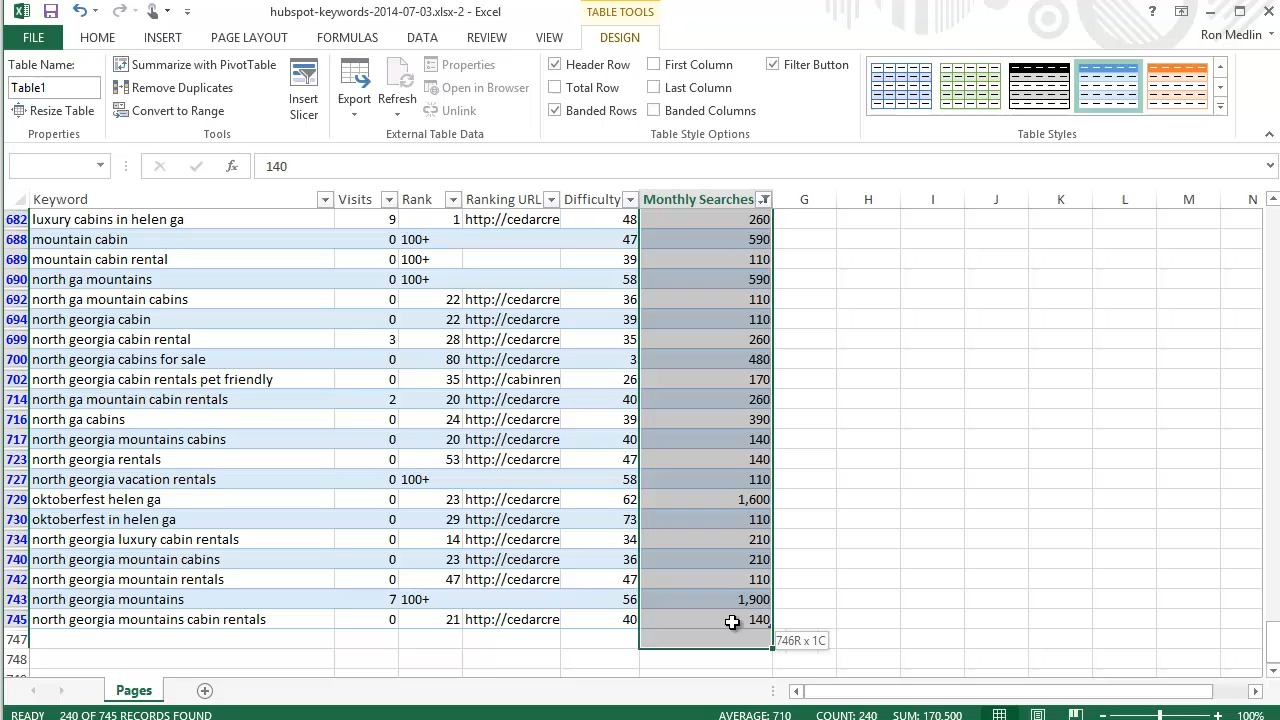 hubspot-keywords-2014-07-03.xlsx-2 - Excel
TABLE TOOLS
?
FILE HOME INSERT PAGE LAYOUT FORMULAS DATA REVIEW VIEW DESIGN Ron Medlin
Table Name:
Table1
Resize Table
Properties
Summarize with PivotTable
Remove Duplicates
Convert to Range
Tools
Insert
Slicer
Export
Refresh
Properties
Open in Browser
Unlink
External Table Data
Header Row First Column Filter Button
Total Row Last Column
Banded Rows Banded Columns
Table Style Options
Table Styles
fx 140
Keyword Visits Rank Ranking URL Difficulty Monthly Searches G H I J K L M N
682 luxury cabins in helen ga 9 1 http://cedarcre 48 260
688 mountain cabin 0 100+ 47 590
689 mountain cabin rental 0 100+ 39 110
690 north ga mountains 0 100+ 58 590
692 north ga mountain cabins 0 22 http://cedarcre 36 110
694 north georgia cabin 0 22 http://cedarcre 39 110
699 north georgia cabin rental 3 28 http://cedarcre 35 260
700 north georgia cabins for sale 0 80 http://cedarcre 3 480
702 north georgia cabin rentals pet friendly 0 35 http://cabinren 26 170
714 north ga mountain cabin rentals 2 20 http://cedarcre 40 260
716 north ga cabins 0 24 http://cedarcre 39 390
717 north georgia mountains cabins 0 20 http://cedarcre 40 140
723 north georgia rentals 0 53 http://cedarcre 47 140
727 north georgia vacation rentals 0 100+ 58 110
729 oktoberfest helen ga 0 23 http://cedarcre 62 1,600
730 oktoberfest in helen ga 0 29 http://cedarcre 73 110
734 north georgia luxury cabin rentals 0 14 http://cedarcre 34 210
740 north georgia mountain cabins 0 23 http://cedarcre 36 210
742 north georgia mountain rentals 0 47 http://cedarcre 47 110
743 north georgia mountains 7 100+ 56 1,900
745 north georgia mountains cabin rentals 0 21 http://cedarcre 40 140
747 746R x 1C
748
Pages
READY 240 OF 745 RECORDS FOUND AVERAGE: 710 COUNT: 240 SUM: 170,500 100%